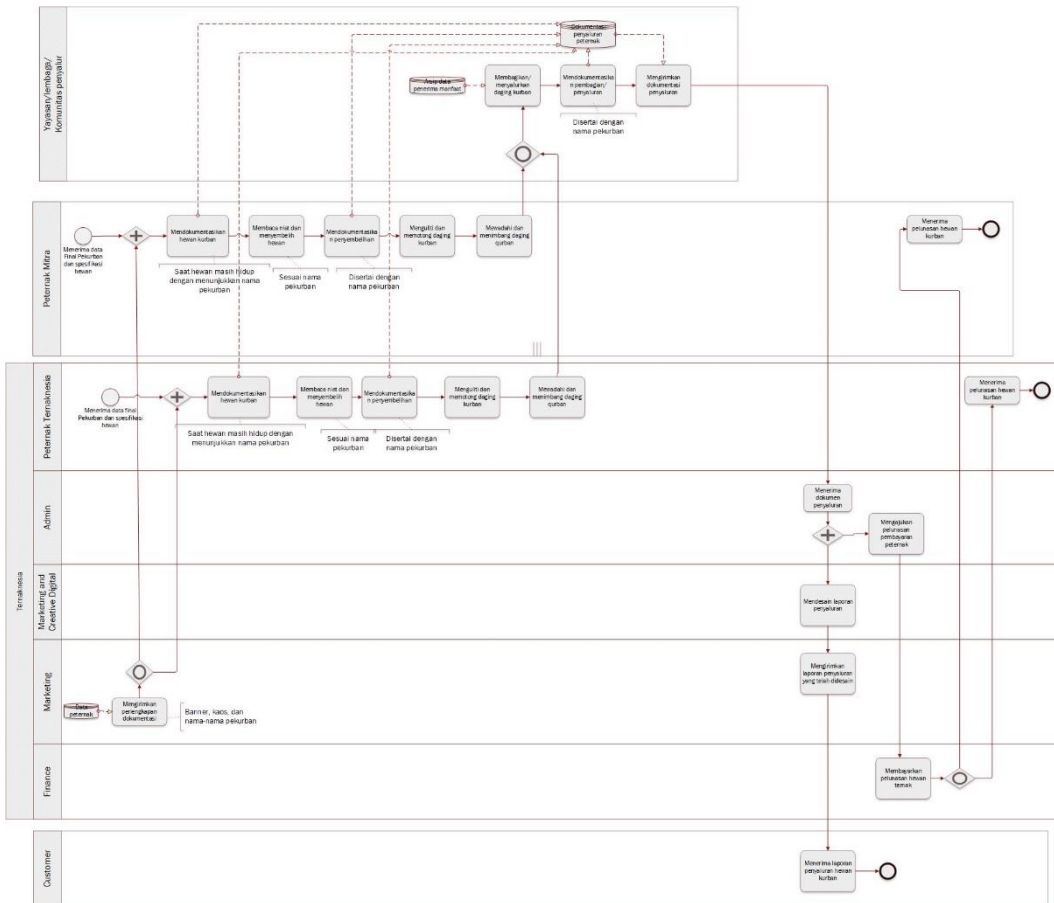 Yayasan/lembaga/
Komunitas penyalur
Dokumentasi
penyaluran
peternak
Arsip data
penerima manfaat
Membagikan/
menyalurkan
daging kurban
Mendokumentasika
n pembagian/
penyaluran
Mengirimkan
dokumentasi
penyaluran
Disertai dengan
nama pekurban
Peternak Mitra
Menerima data
Final Pekurban
dan spesifikasi
hewan
Mendokumentasikan
hewan kurban
Membaca niat dan
menyembelih
hewan
Mendokumentasika
n penyembelihan
Menguliti dan
memotong daging
kurban
Mewadahi dan
menimbang daging
qurban
Menerima
pelunasan hewan
kurban
Saat hewan masih hidup
dengan menunjukkan nama
pekurban
Sesuai nama
pekurban
Disertai dengan
nama pekurban
Ternaknesia
Peternak Ternaknesia
Menerima data final
Pekurban dan spesifikasi
hewan
Mendokumentasikan
hewan kurban
Membaca niat dan
menyembelih
hewan
Mendokumentasika
n penyembelihan
Menguliti dan
memotong daging
kurban
Mewadahi dan
menimbang daging
qurban
Menerima
pelunasan hewan
kurban
Saat hewan masih hidup dengan
menunjukkan nama pekurban
Sesuai nama
pekurban
Disertai dengan
nama pekurban
Admin
Menerima
dokumen
penyaluran
Mengajukan
pelunasan
pembayaran
peternak
Marketing and
Creative Digital
Mendesain laporan
penyaluran
Marketing
Data
peternak
Mengirimkan
perlengkapan
dokumentasi
Banner, kaos, dan
nama-nama pekurban
Mengirimkan
laporan penyaluran
yang telah didesain
Finance
Membayarkan
pelunasan hewan
ternak
Customer
Menerima laporan
penyaluran hewan
kurban